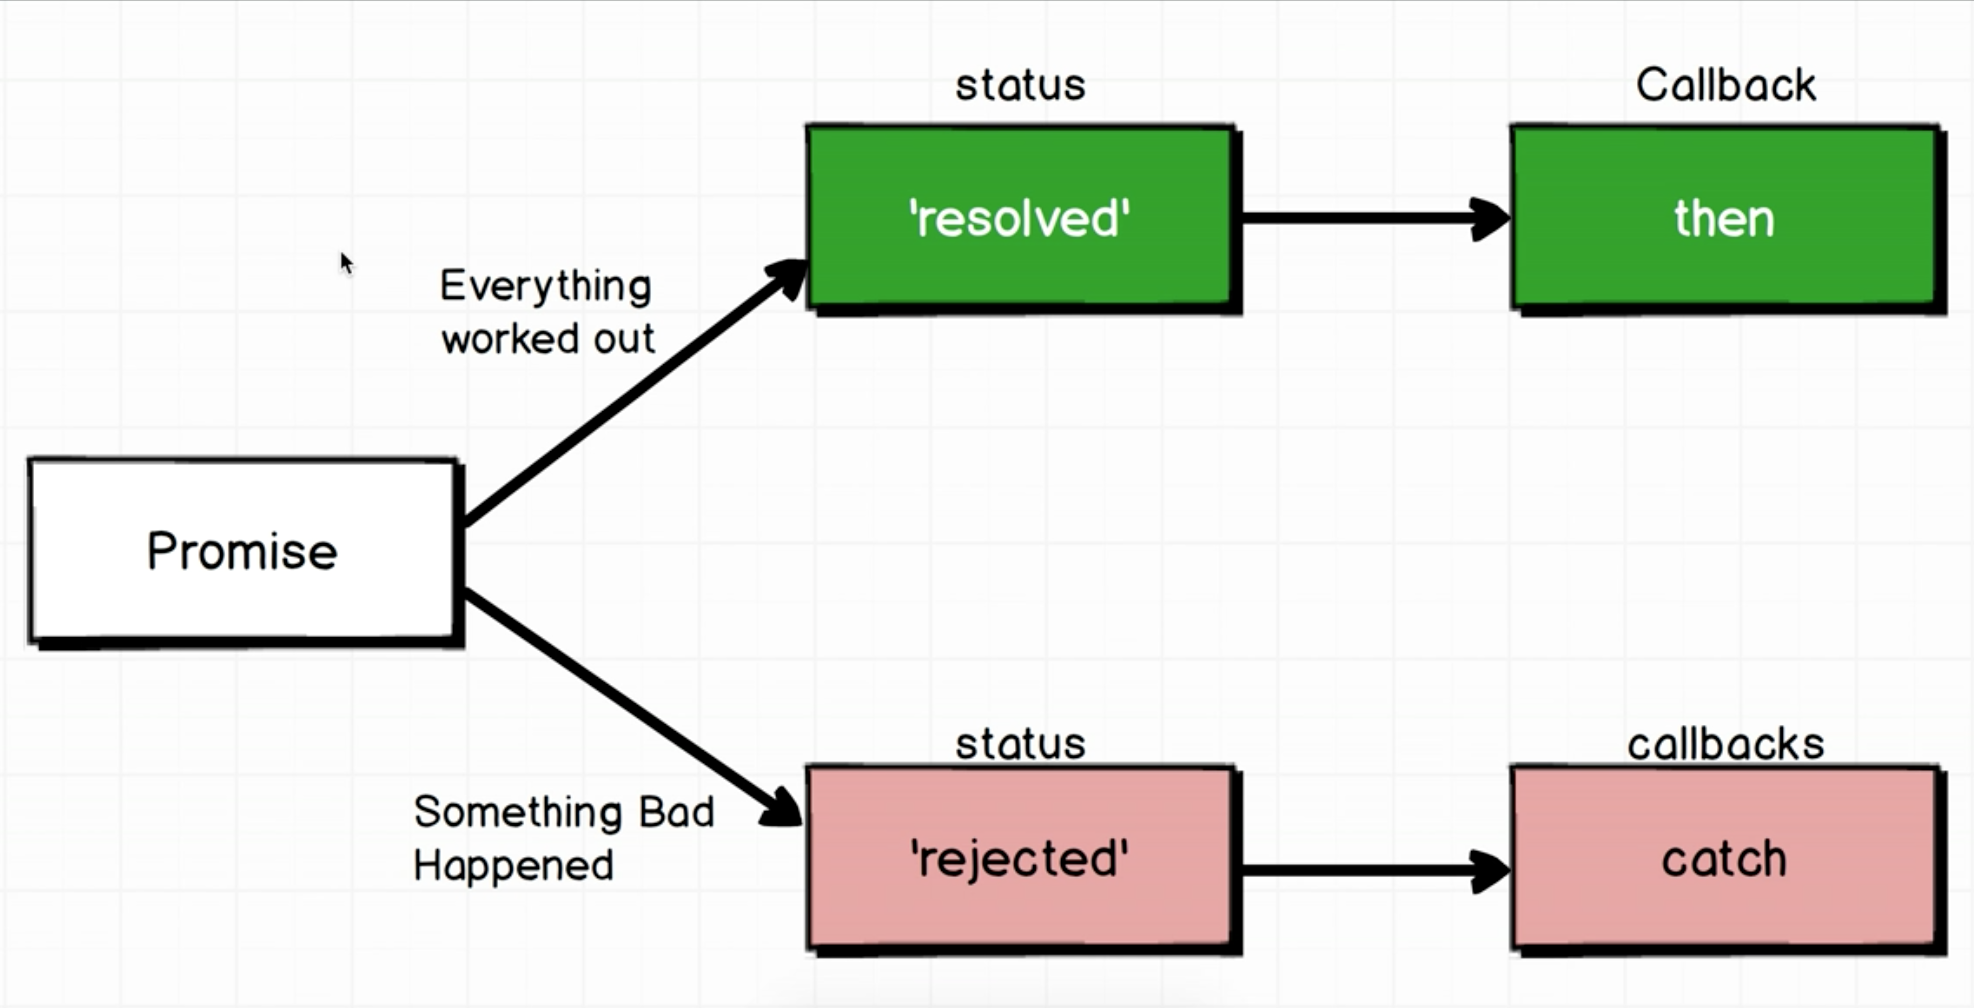 status
Callback
'resolved'
then
Everything
worked out
Promise
status
callbacks
Something Bad
Happened
'rejected'
catch